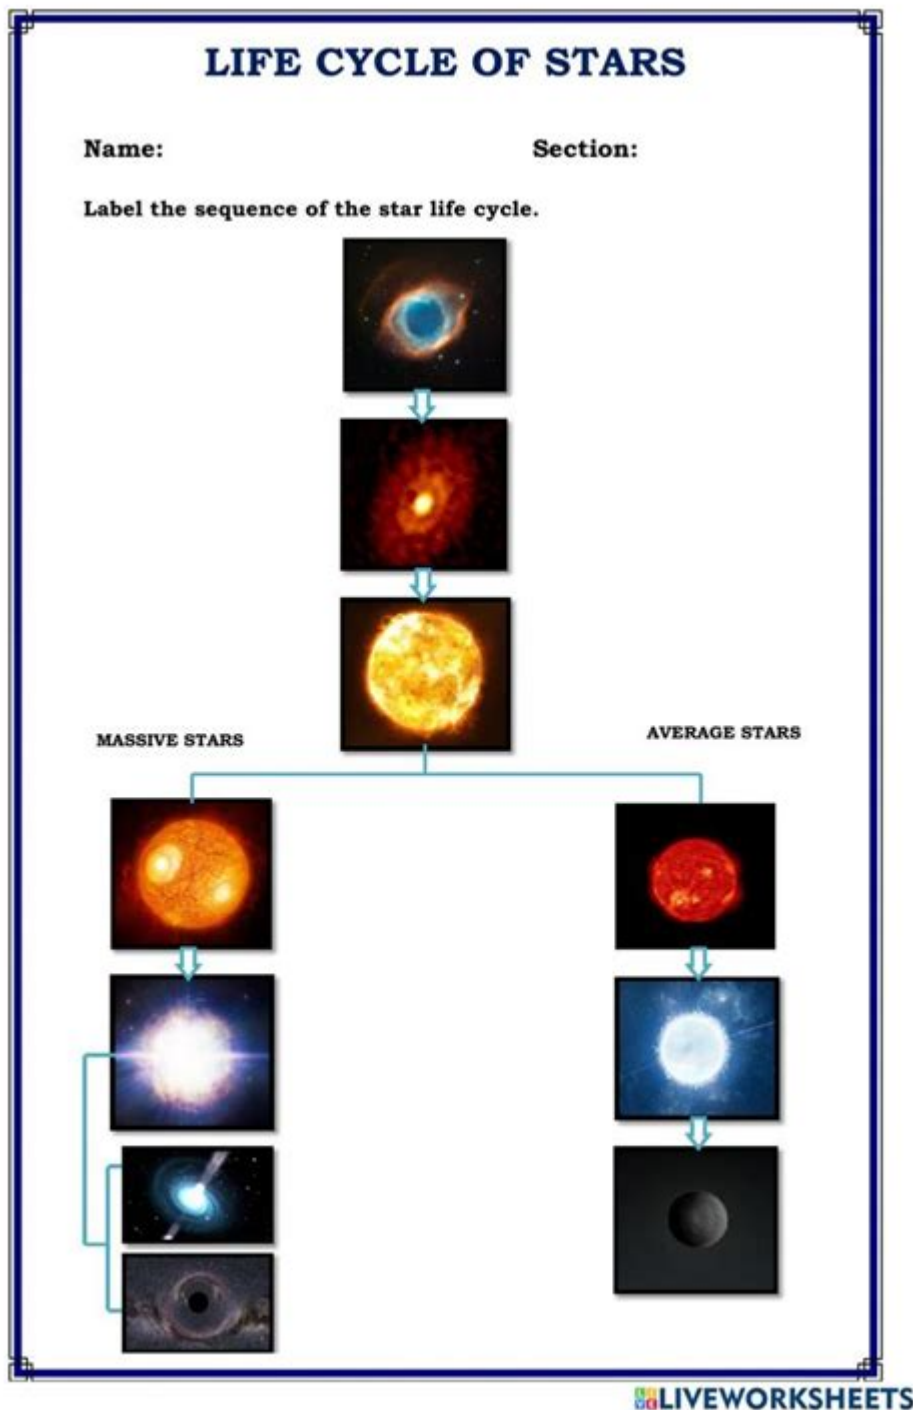 LIFE CYCLE OF STARS
Name: Section:
Label the sequence of the star life cycle.
MASSIVE STARS
AVERAGE STARS
LIVE LIVEWORKSHEETS